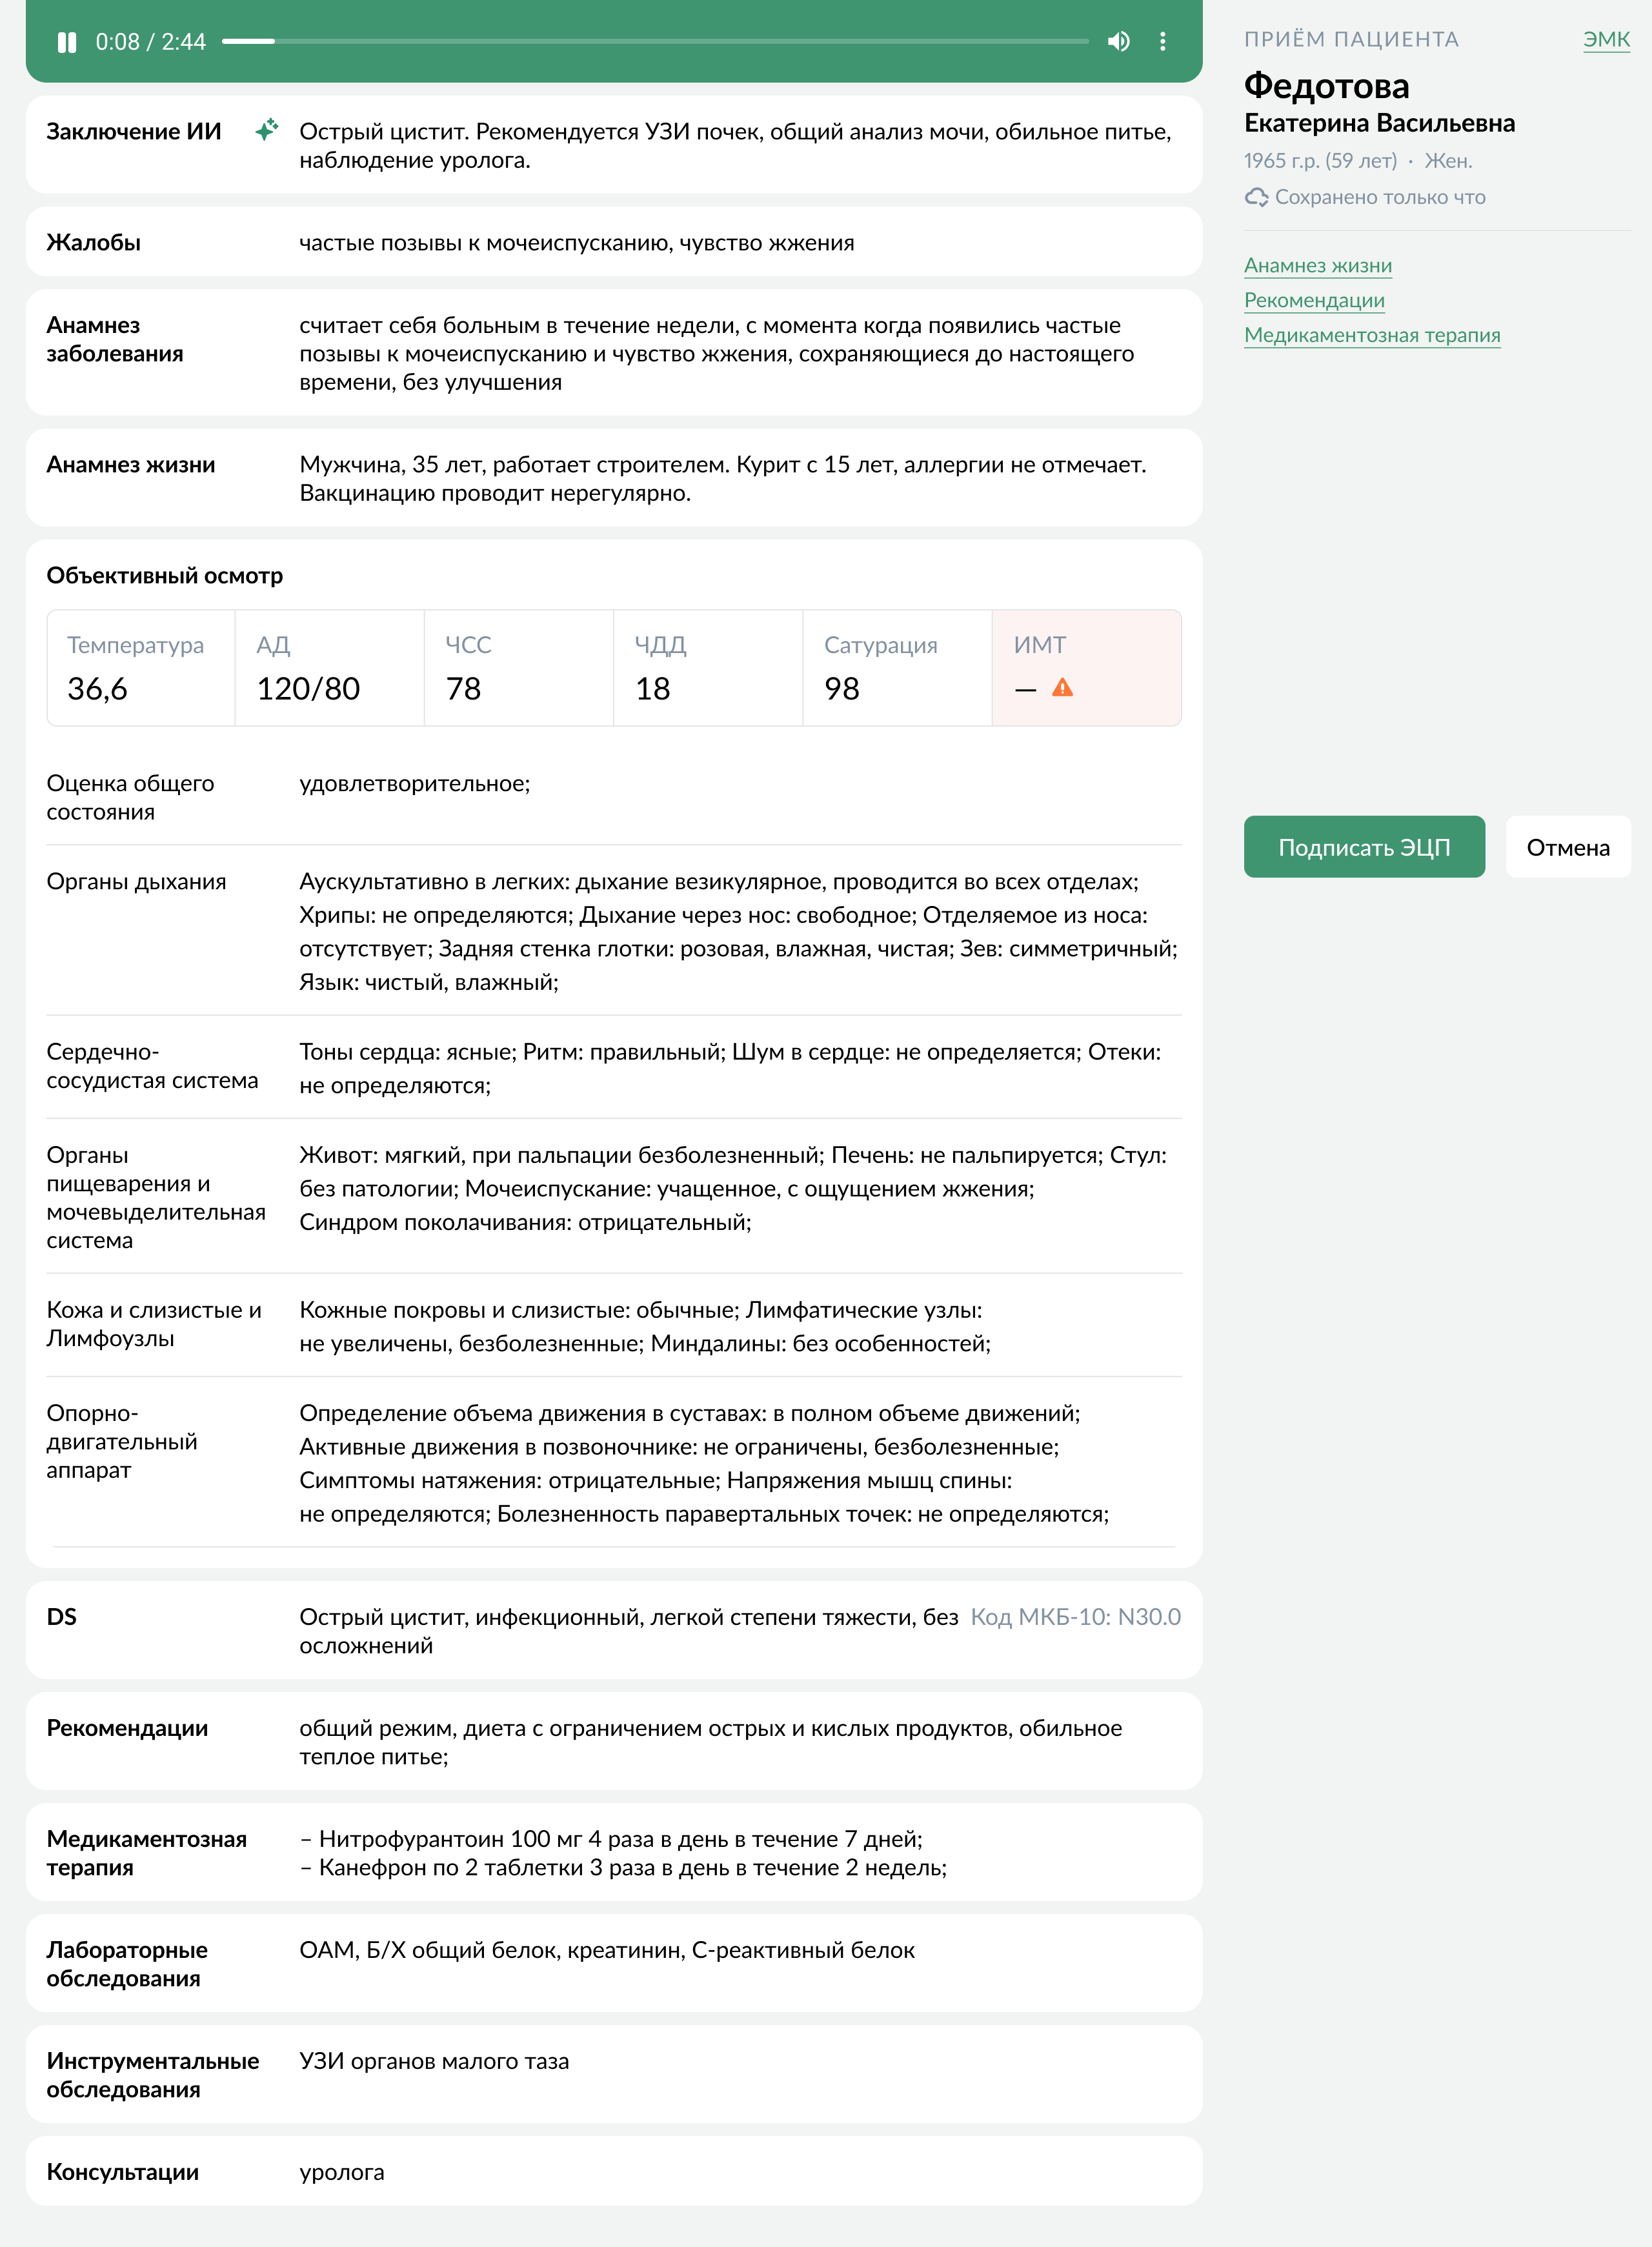 0:08 / 2:44
Заключение ИИ
Острый цистит. Рекомендуется УЗИ почек, общий анализ мочи, обильное питье,
наблюдение уролога.
Жалобы
частые позывы к мочеиспусканию, чувство жжения
Анамнез
заболевания
считает себя больным в течение недели, с момента когда появились частые
позывы к мочеиспусканию и чувство жжения, сохраняющиеся до настоящего
времени, без улучшения
Анамнез жизни
Мужчина, 35 лет, работает строителем. Курит с 15 лет, аллергии не отмечает.
Вакцинацию проводит нерегулярно.
Объективный осмотр
Температура
36,6
АД
120/80
ЧСС
78
ЧДД
18
Сатурация
98
ИМТ
—
Оценка общего
состояния
удовлетворительное;
Органы дыхания
Аускультативно в легких: дыхание везикулярное, проводится во всех отделах;
Хрипы: не определяются; Дыхание через нос: свободное; Отделяемое из носа:
отсутствует; Задняя стенка глотки: розовая, влажная, чистая; Зев: симметричный;
Язык: чистый, влажный;
Сердечно-
сосудистая система
Тоны сердца: ясные; Ритм: правильный; Шум в сердце: не определяется; Отеки:
не определяются;
Органы
пищеварения и
мочевыделительная
система
Живот: мягкий, при пальпации безболезненный; Печень: не пальпируется; Стул:
без патологии; Мочеиспускание: учащенное, с ощущением жжения;
Синдром поколачивания: отрицательный;
Кожа и слизистые и
Лимфоузлы
Кожные покровы и слизистые: обычные; Лимфатические узлы:
не увеличены, безболезненные; Миндалины: без особенностей;
Опорно-
двигательный
аппарат
Определение объема движения в суставах: в полном объеме движений;
Активные движения в позвоночнике: не ограничены, безболезненные;
Симптомы натяжения: отрицательные; Напряжения мышц спины:
не определяются; Болезненность паравертальных точек: не определяются;
DS
Острый цистит, инфекционный, легкой степени тяжести, без
осложнений
Код МКБ-10: N30.0
Рекомендации
общий режим, диета с ограничением острых и кислых продуктов, обильное
теплое питье;
Медикаментозная
терапия
– Нитрофурантоин 100 мг 4 раза в день в течение 7 дней;
– Канефрон по 2 таблетки 3 раза в день в течение 2 недель;
Лабораторные
обследования
ОАМ, Б/Х общий белок, креатинин, С-реактивный белок
Инструментальные
обследования
УЗИ органов малого таза
Консультации
уролога
ПРИЁМ ПАЦИЕНТА
ЭМК
Федотова
Екатерина Васильевна
1965 г.р. (59 лет) · Жен.
Сохранено только что
Анамнез жизни
Рекомендации
Медикаментозная терапия
Подписать ЭЦП
Отмена